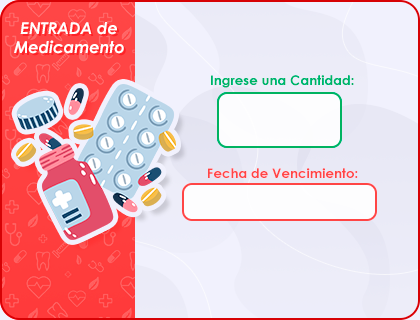 ENTRADA de
Medicamento
Ingrese una Cantidad:
Fecha de Vencimiento: